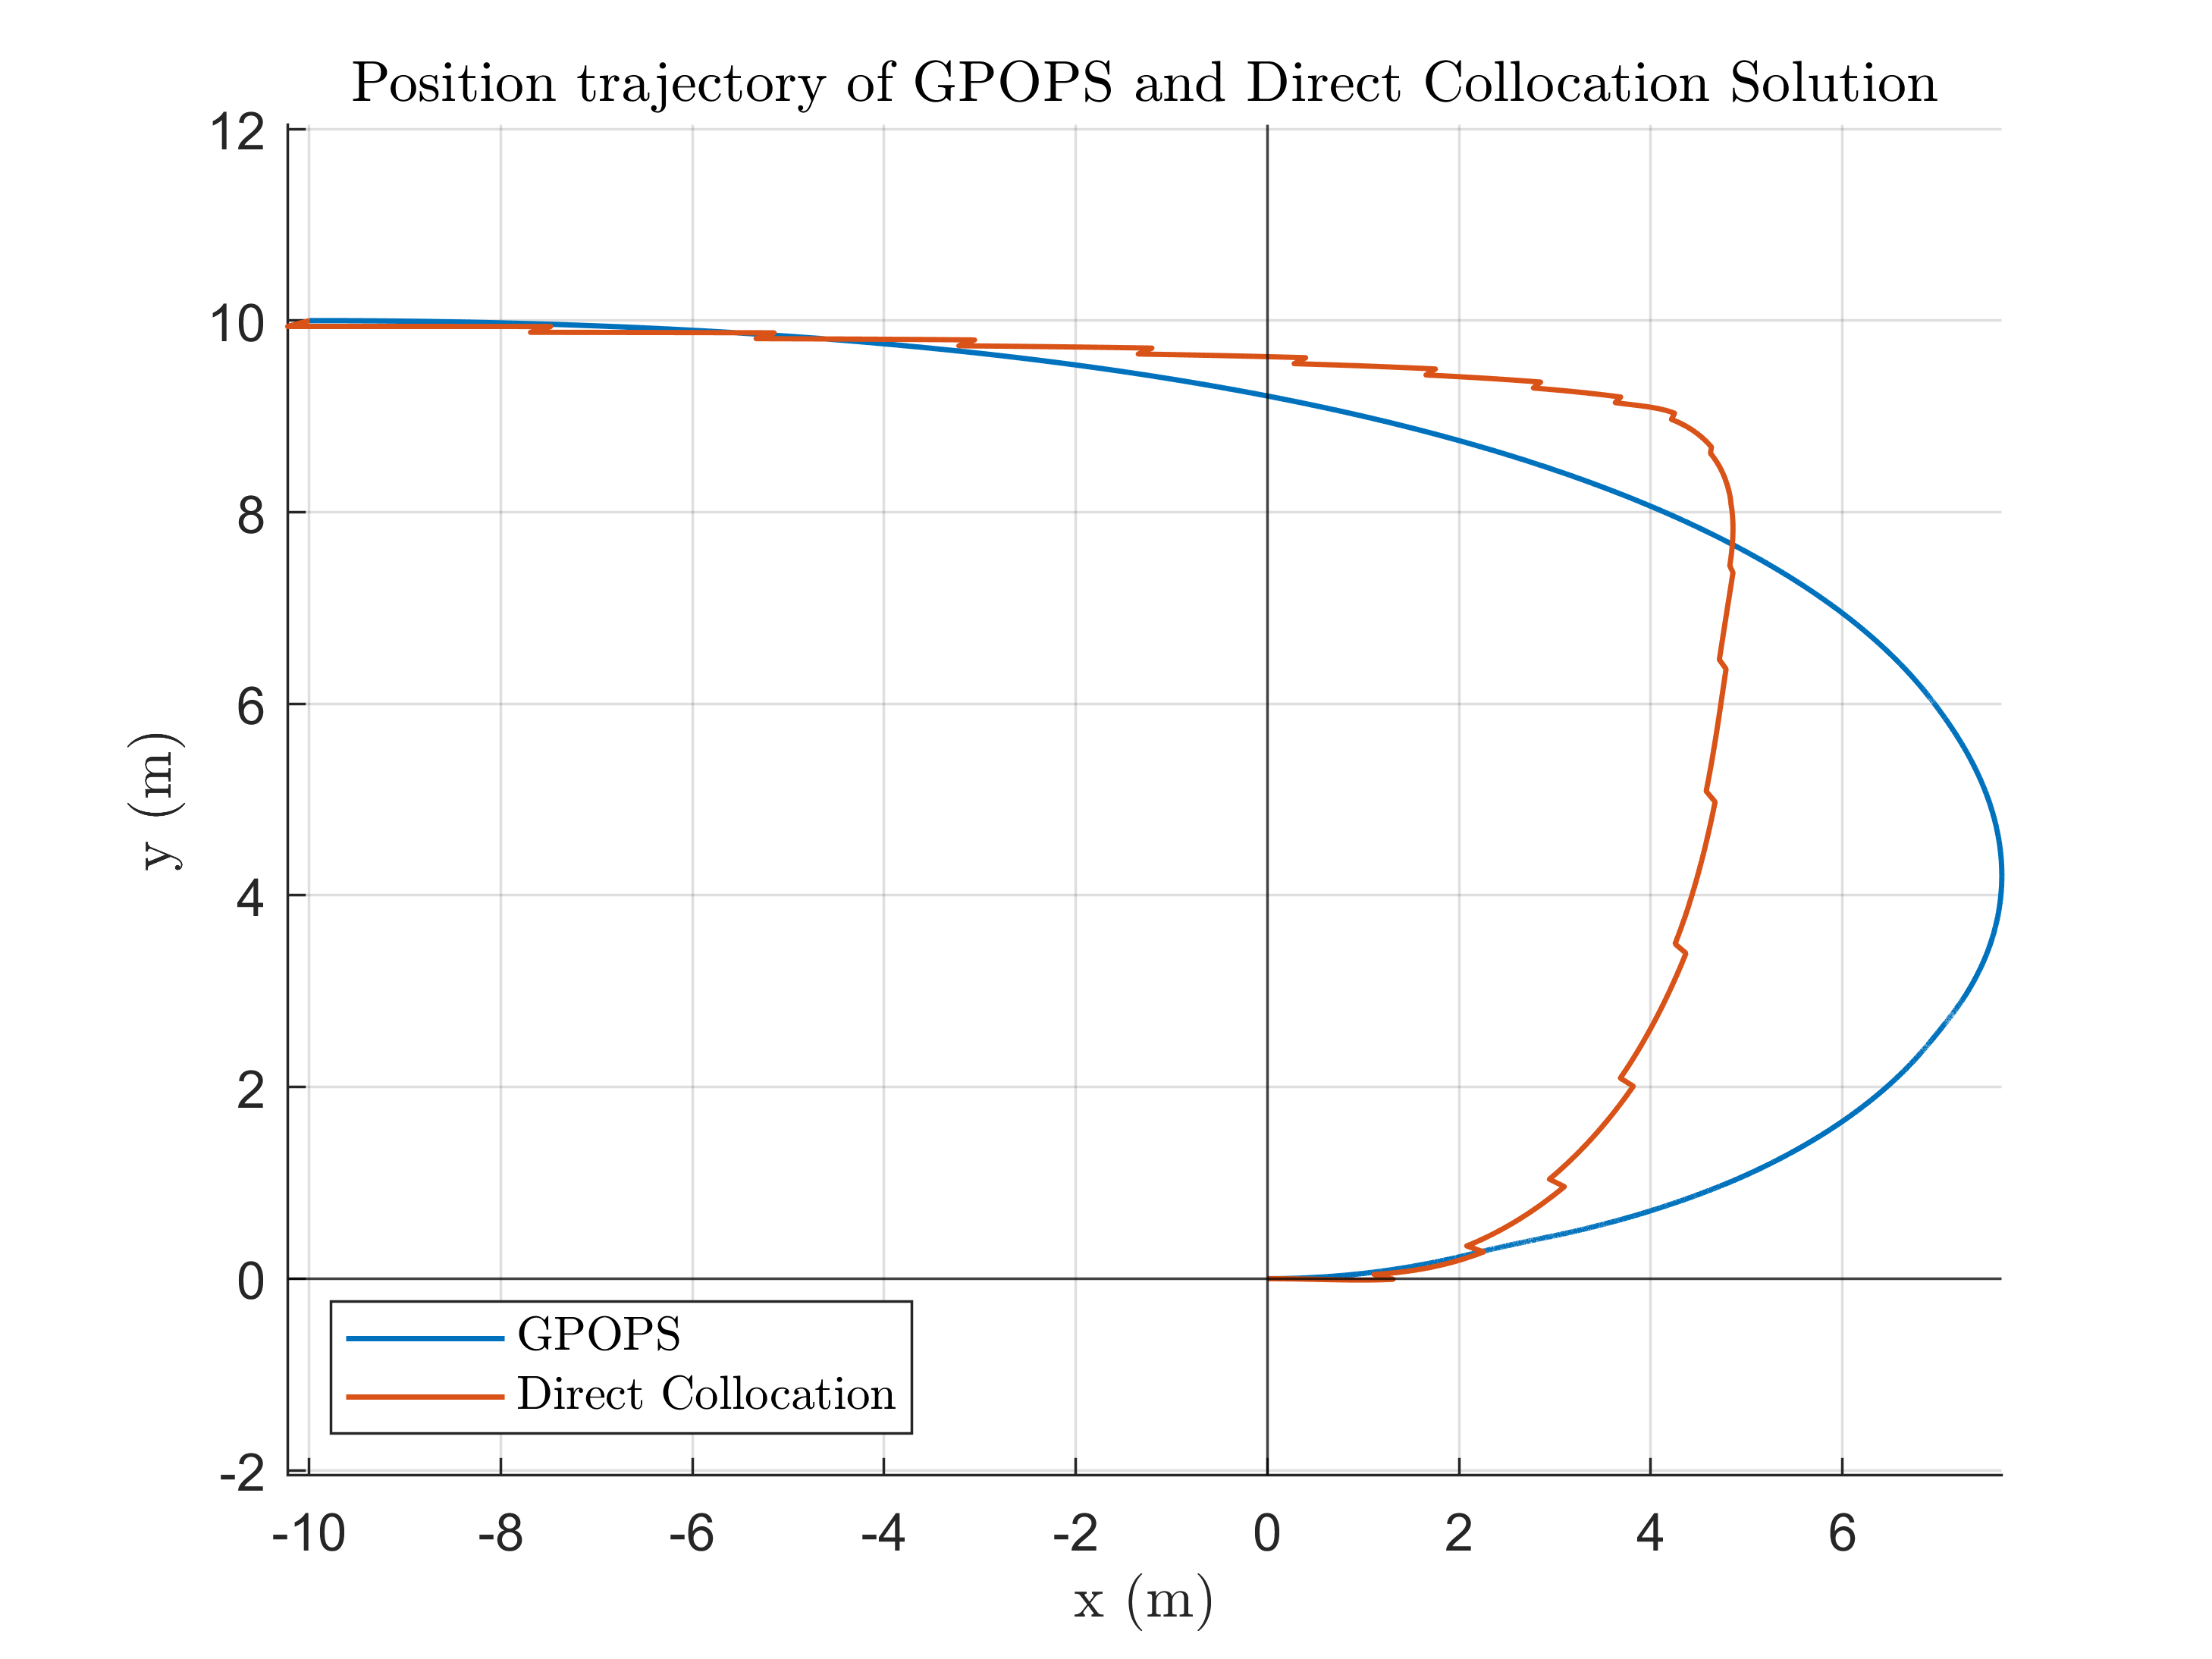 Position trajectory of GPOPS and Direct Collocation Solution
12
10
8
6
4
2
0
-2
y (m)
GPOPS
Direct Collocation
-10 -8 -6 -4 -2 0 2 4 6
x (m)